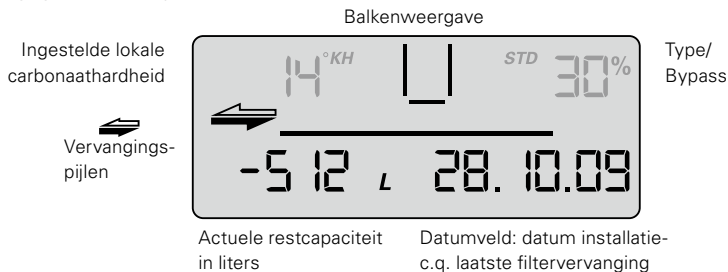 Balkenweergave
Ingestelde lokale
carbonaathardheid
14 °KH
STD 30%
Type/
Bypass
Vervangings-
pijlen
-512 L 28.10.09
Actuele restcapaciteit
in liters
Datumveld: datum installatie-
c.q. laatste filtervervanging